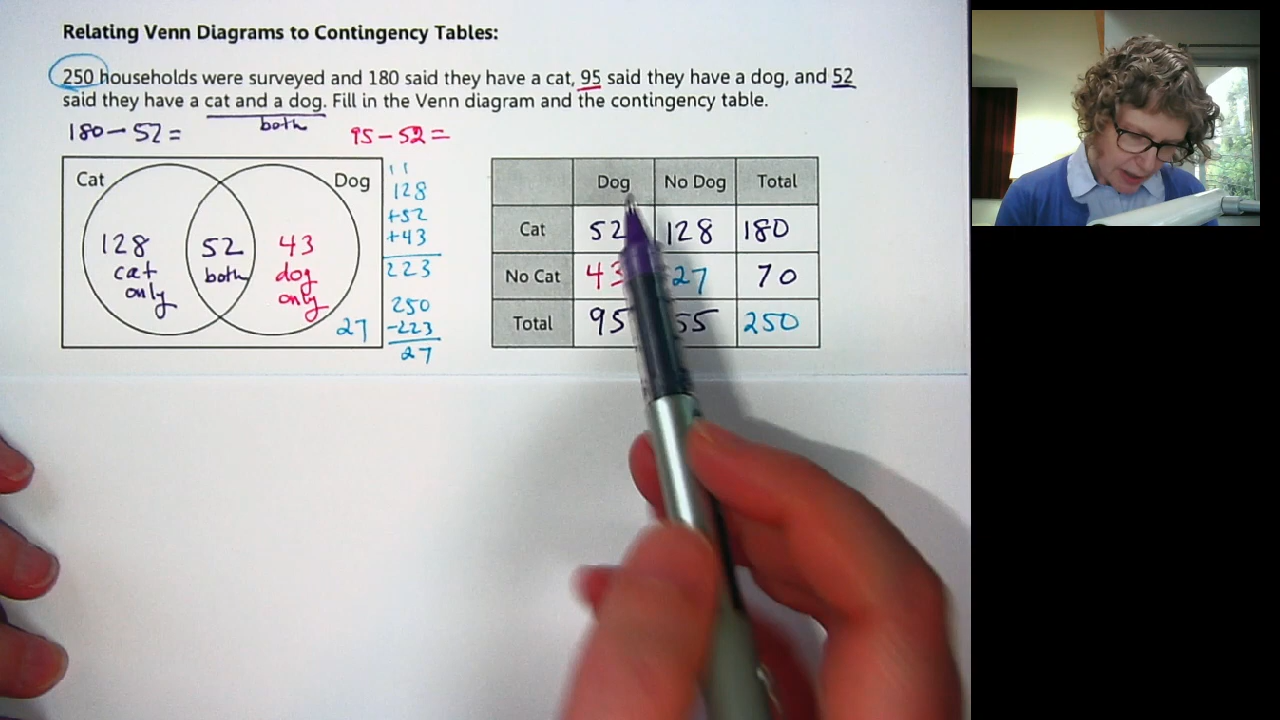 Relating Venn Diagrams to Contingency Tables:
250 households were surveyed and 180 said they have a cat, 95 said they have a dog, and 52
said they have a cat and a dog. Fill in the Venn diagram and the contingency table.
both
180 - 52 =
95 - 52 =
Cat
Dog
128
cat
only
52
both
43
dog
only
27
11
128
+52
+43
223
250
-223
27
Dog No Dog Total
Cat 52 128 180
No Cat 43 27 70
Total 95 55 250